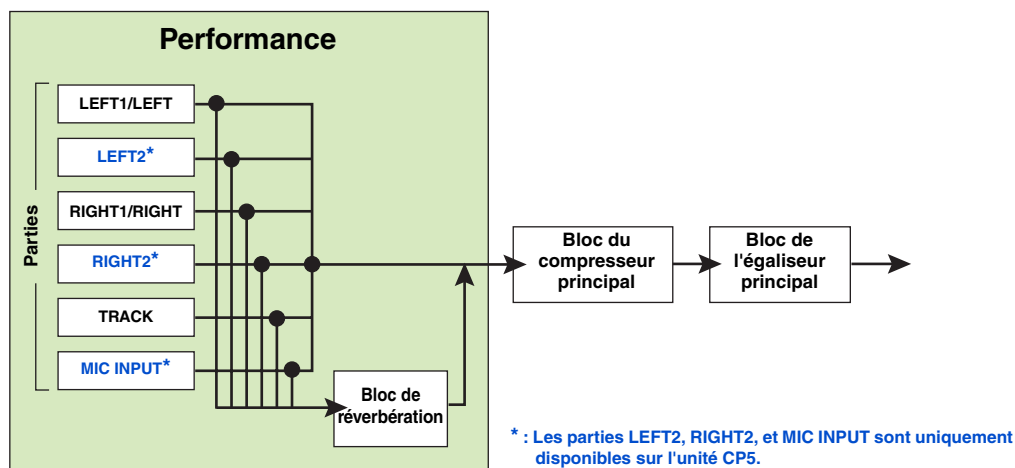 Performance
Parties
LEFT1/LEFT
LEFT2*
RIGHT1/RIGHT
RIGHT2*
TRACK
MIC INPUT*
Bloc de
réverbération
Bloc du
compresseur
principal
Bloc de
l'égaliseur
principal
* : Les parties LEFT2, RIGHT2, et MIC INPUT sont uniquement
disponibles sur l'unité CP5.